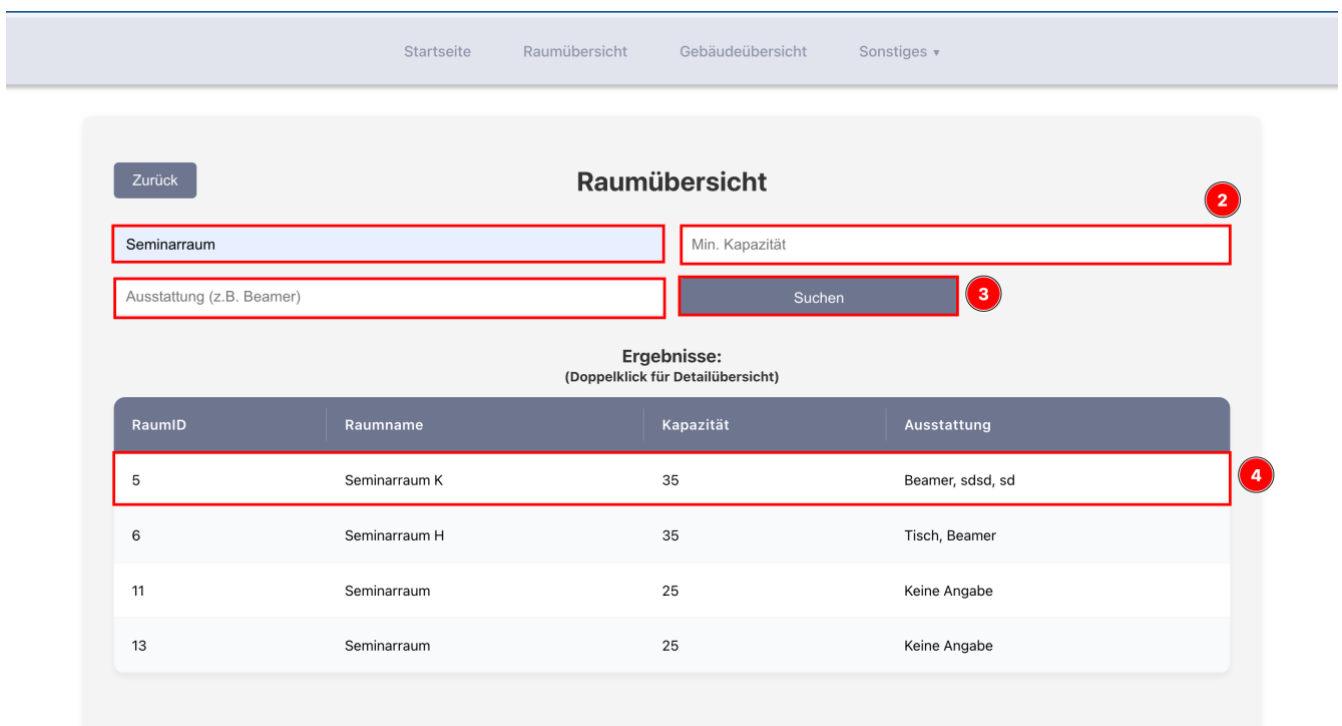 Startseite Raumübersicht Gebäudeübersicht Sonstiges ▾
Zurück Raumübersicht
2
Seminarraum Min. Kapazität
Ausstattung (z.B. Beamer) Suchen 3
Ergebnisse:
(Doppelklick für Detailübersicht)
RaumID Raumname Kapazität Ausstattung
5 Seminarraum K 35 Beamer, sdsd, sd 4
6 Seminarraum H 35 Tisch, Beamer
11 Seminarraum 25 Keine Angabe
13 Seminarraum 25 Keine Angabe